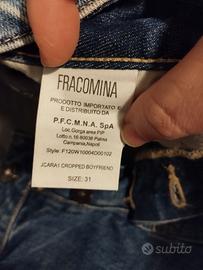 FRACOMINA
PRODOTTO IMPORTATO E
E DISTRIBUITO DA
P.F.C.M.N.A. SpA
Loc.Gorga area PIP
Lotto n.16-80036 Palma
Campania,Napoli
Style: F120W10004D00102
JCARA1 CROPPED BOYFRIEND
SIZE: 31
subito